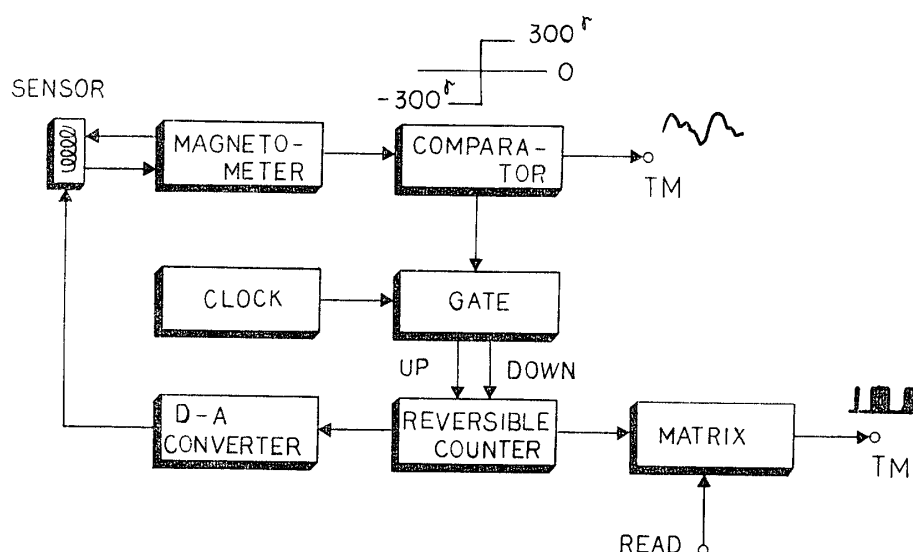 300γ
0
-300γ
SENSOR
MAGNETO-
METER
COMPARA-
TOR
TM
CLOCK
GATE
UP
DOWN
D-A
CONVERTER
REVERSIBLE
COUNTER
MATRIX
TM
READ